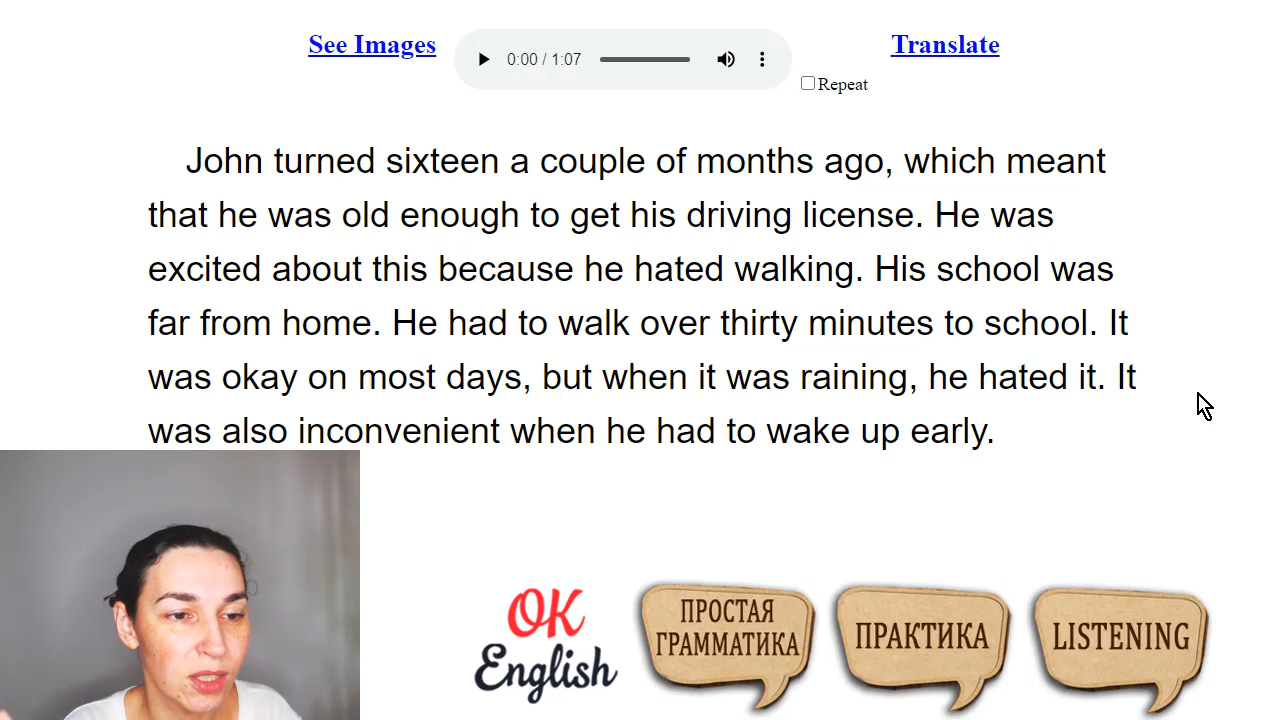 See Images
0:00 / 1:07
Translate
Repeat
John turned sixteen a couple of months ago, which meant
that he was old enough to get his driving license. He was
excited about this because he hated walking. His school was
far from home. He had to walk over thirty minutes to school. It
was okay on most days, but when it was raining, he hated it. It
was also inconvenient when he had to wake up early.
OK
English
ПРОСТАЯ
ГРАММАТИКА
ПРАКТИКА
LISTENING